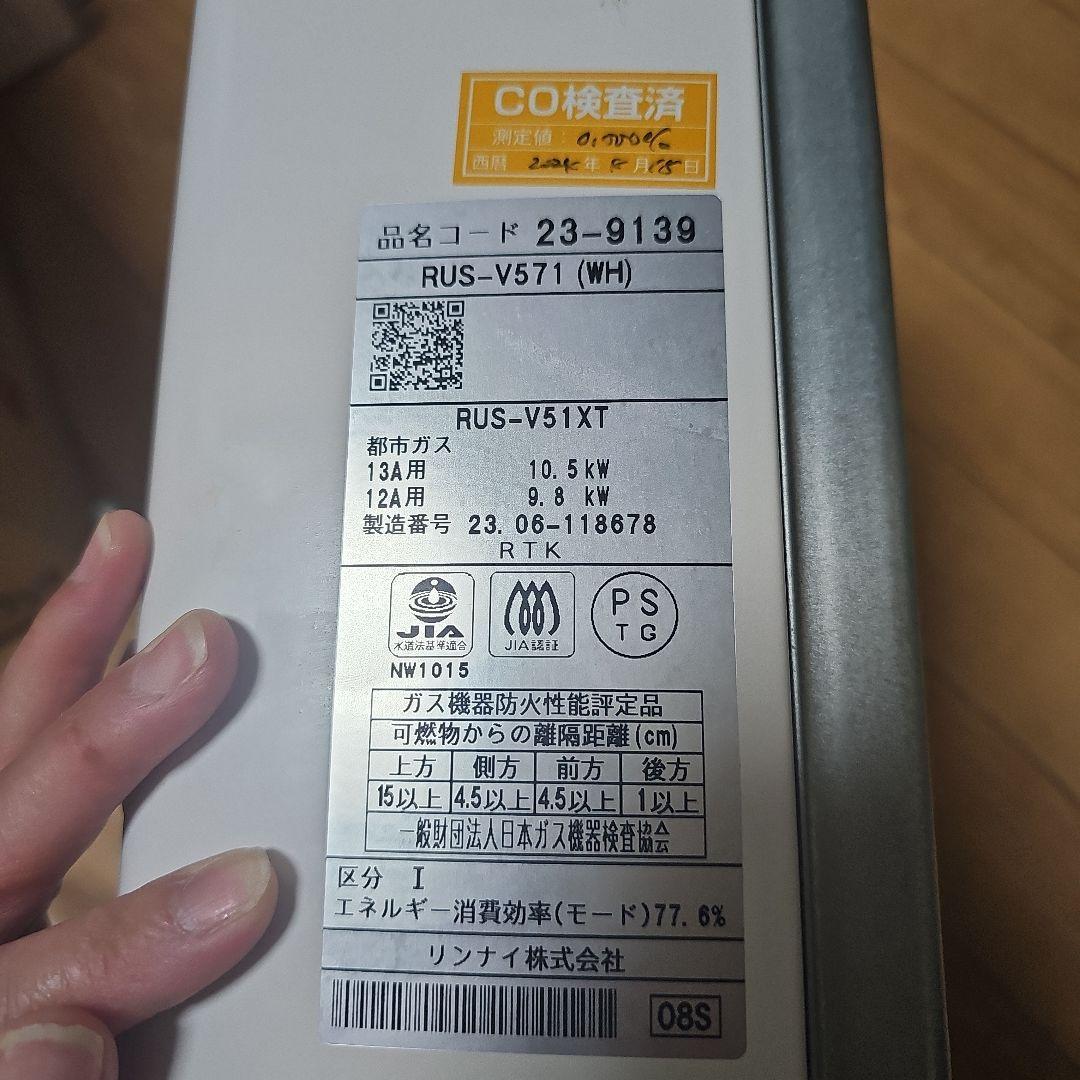 CO検査済
測定値:
西暦 年 月 日
品名コード 23-9139
RUS-V571(WH)
RUS-V51XT
都市ガス
13A用 10.5kW
12A用 9.8 kW
製造番号 23.06-118678
RTK
JIA
水道法基準適合
JIA認証
PS
TG
NW1015
ガス機器防火性能評定品
可燃物からの離隔距離(cm)
上方 側方 前方 後方
15以上 4.5以上 4.5以上 1以上
一般財団法人日本ガス機器検査協会
区分 I
エネルギー消費効率(モード)77.6%
リンナイ株式会社
08S